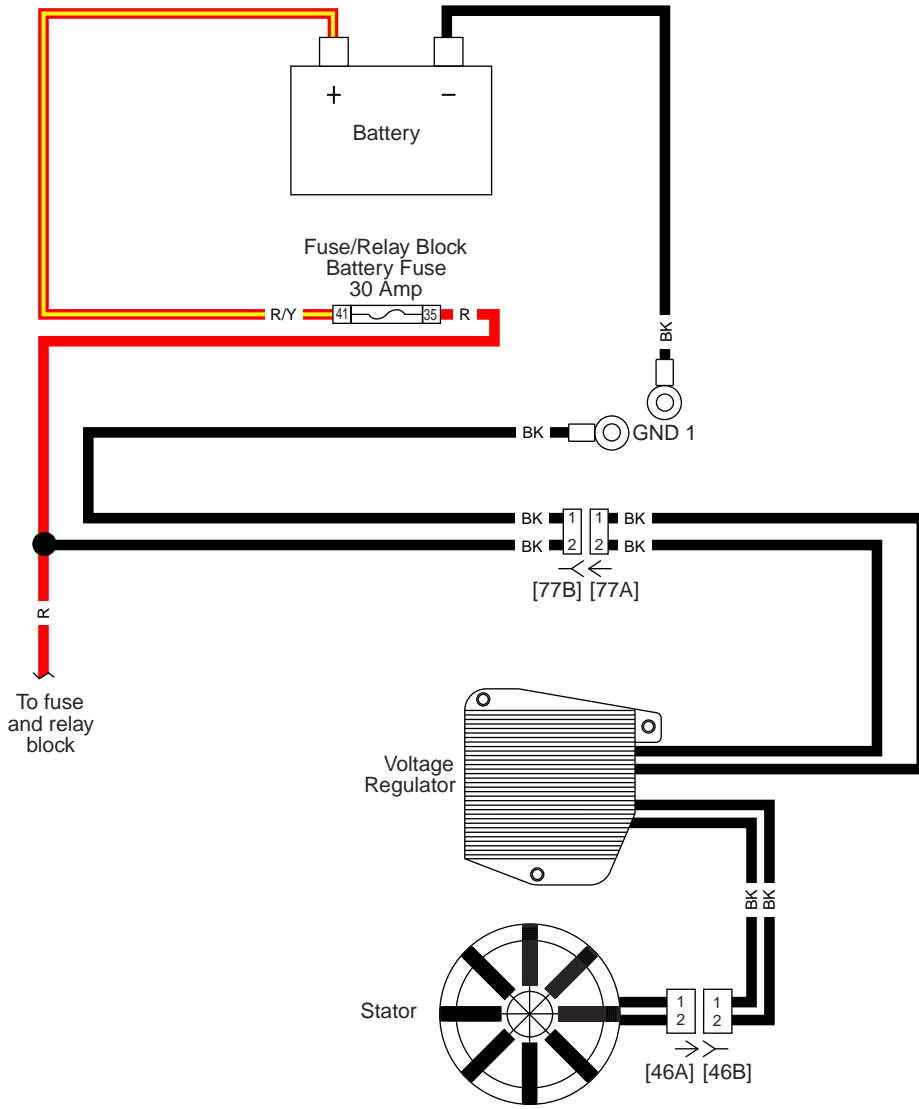 + −
Battery
Fuse/Relay Block
Battery Fuse
30 Amp
R/Y 41 35 R
BK
BK GND 1
BK 1 1 BK
BK 2 2 BK
[77B] [77A]
R
To fuse
and relay
block
Voltage
Regulator
BK BK
Stator
1 1
2 2
[46A] [46B]